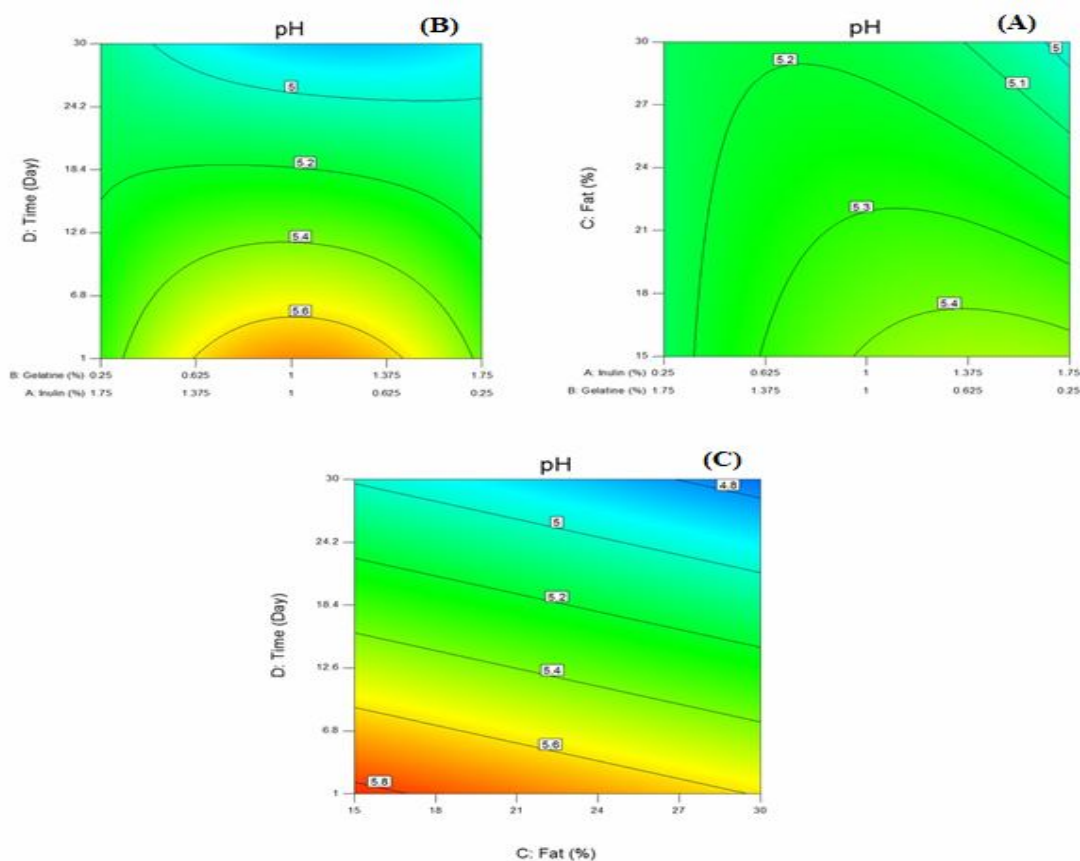 pH (B)
30
24.2
18.4
12.6
6.8
1
D: Time (Day)
5
5.2
5.4
5.6
B: Gelatine (%) 0.25 0.625 1 1.375 1.75
A: Inulin (%) 1.75 1.375 1 0.625 0.25
pH (A)
30
27
24
21
18
15
C: Fat (%)
5.2
5
5.1
5.3
5.4
A: Inulin (%) 0.25 0.625 1 1.375 1.75
B: Gelatine (%) 1.75 1.375 1 0.625 0.25
pH (C)
30
24.2
18.4
12.6
6.8
1
D: Time (Day)
4.8
5
5.2
5.4
5.6
5.8
15 18 21 24 27 30
C: Fat (%)